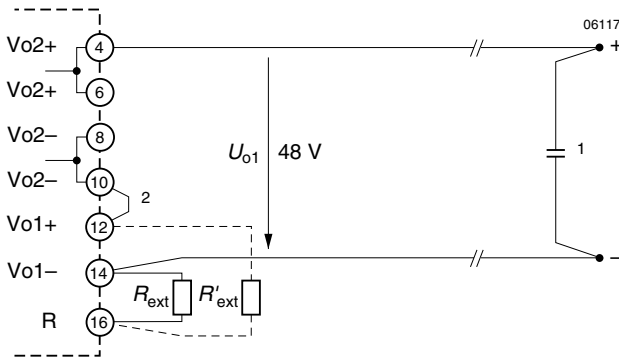 06117
Vo2+ 4 +
Vo2+ 6
Vo2− 8
1
Uo1 48 V
Vo2− 10
2
Vo1+ 12
Vo1− 14 −
Rext R'ext
R 16